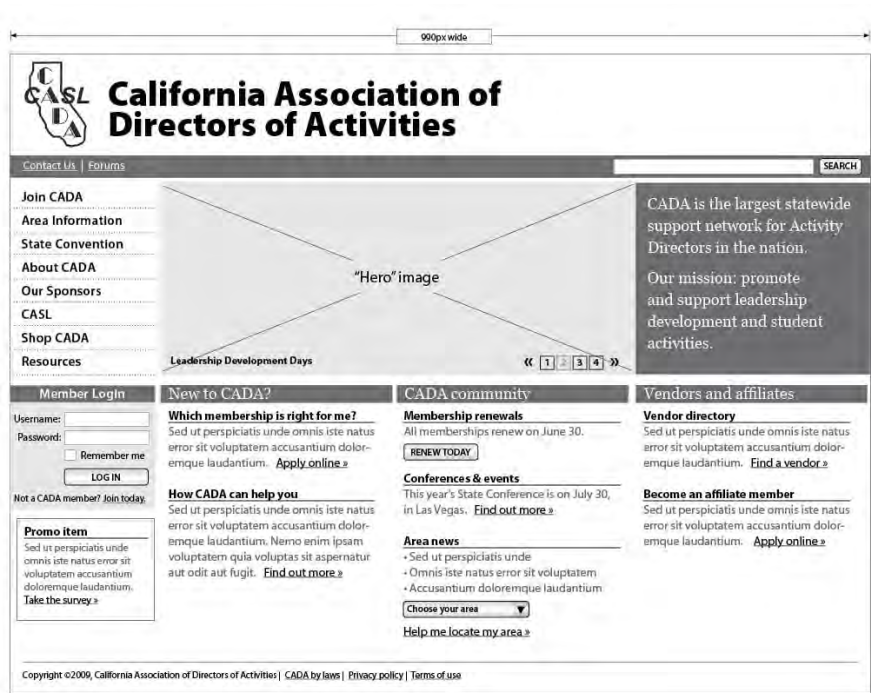 990px wide
C
CASL
D A
California Association of
Directors of Activities
Contact Us | Forums
SEARCH
Join CADA
Area Information
State Convention
About CADA
Our Sponsors
CASL
Shop CADA
Resources
"Hero" image
Leadership Development Days
« 1 2 3 4 »
CADA is the largest statewide
support network for Activity
Directors in the nation.
Our mission: promote
and support leadership
development and student
activities.
Member Login
Username:
Password:
Remember me
LOG IN
Not a CADA member? Join today.
Promo item
Sed ut perspiciatis unde
omnis iste natus error sit
voluptatem accusantium
doloremque laudantium.
Take the survey »
New to CADA?
Which membership is right for me?
Sed ut perspiciatis unde omnis iste natus
error sit voluptatem accusantium dolor-
emque laudantium. Apply online »
How CADA can help you
Sed ut perspiciatis unde omnis iste natus
error sit voluptatem accusantium dolor-
emque laudantium. Nemo enim ipsam
voluptatem quia voluptas sit aspernatur
aut odit aut fugit. Find out more »
CADA community
Membership renewals
All memberships renew on June 30.
RENEW TODAY
Conferences & events
This year's State Conference is on July 30,
in Las Vegas. Find out more »
Area news
• Sed ut perspiciatis unde
• Omnis iste natus error sit voluptatem
• Accusantium doloremque laudantium
Choose your area
Help me locate my area »
Vendors and affiliates
Vendor directory
Sed ut perspiciatis unde omnis iste natus
error sit voluptatem accusantium dolor-
emque laudantium. Find a vendor »
Become an affiliate member
Sed ut perspiciatis unde omnis iste natus
error sit voluptatem accusantium dolor-
emque laudantium. Apply online »
Copyright ©2009, California Association of Directors of Activities | CADA by laws | Privacy policy | Terms of use